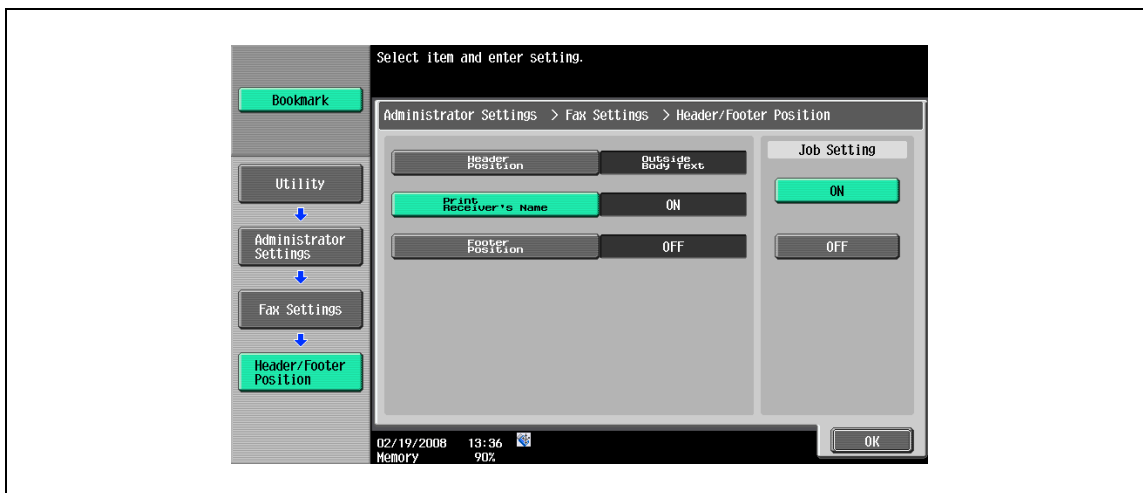 Select item and enter setting.
Bookmark
Administrator Settings > Fax Settings > Header/Footer Position
Header
Position
Outside
Body Text
Job Setting
Utility
ON
Print
Receiver's Name
ON
Administrator
Settings
Footer
Position
OFF
OFF
Fax Settings
Header/Footer
Position
02/19/2008 13:36
Memory 90%
OK